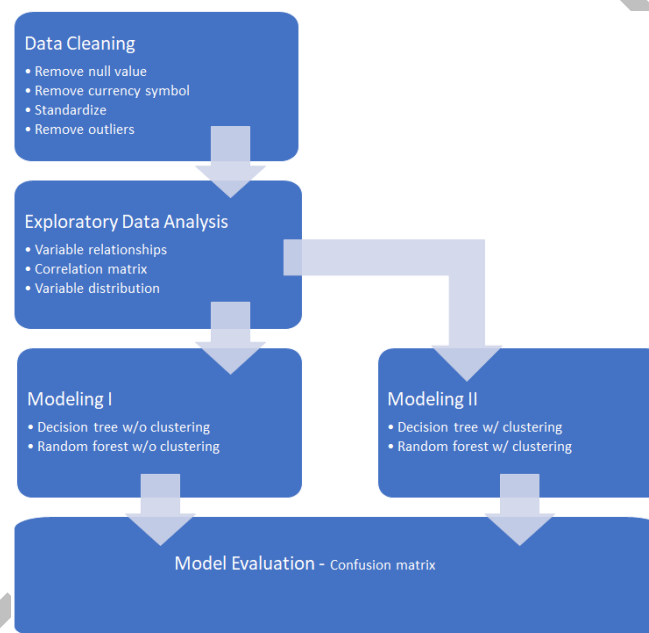 Data Cleaning
• Remove null value
• Remove currency symbol
• Standardize
• Remove outliers
Exploratory Data Analysis
• Variable relationships
• Correlation matrix
• Variable distribution
Modeling I
• Decision tree w/o clustering
• Random forest w/o clustering
Modeling II
• Decision tree w/ clustering
• Random forest w/ clustering
Model Evaluation - Confusion matrix